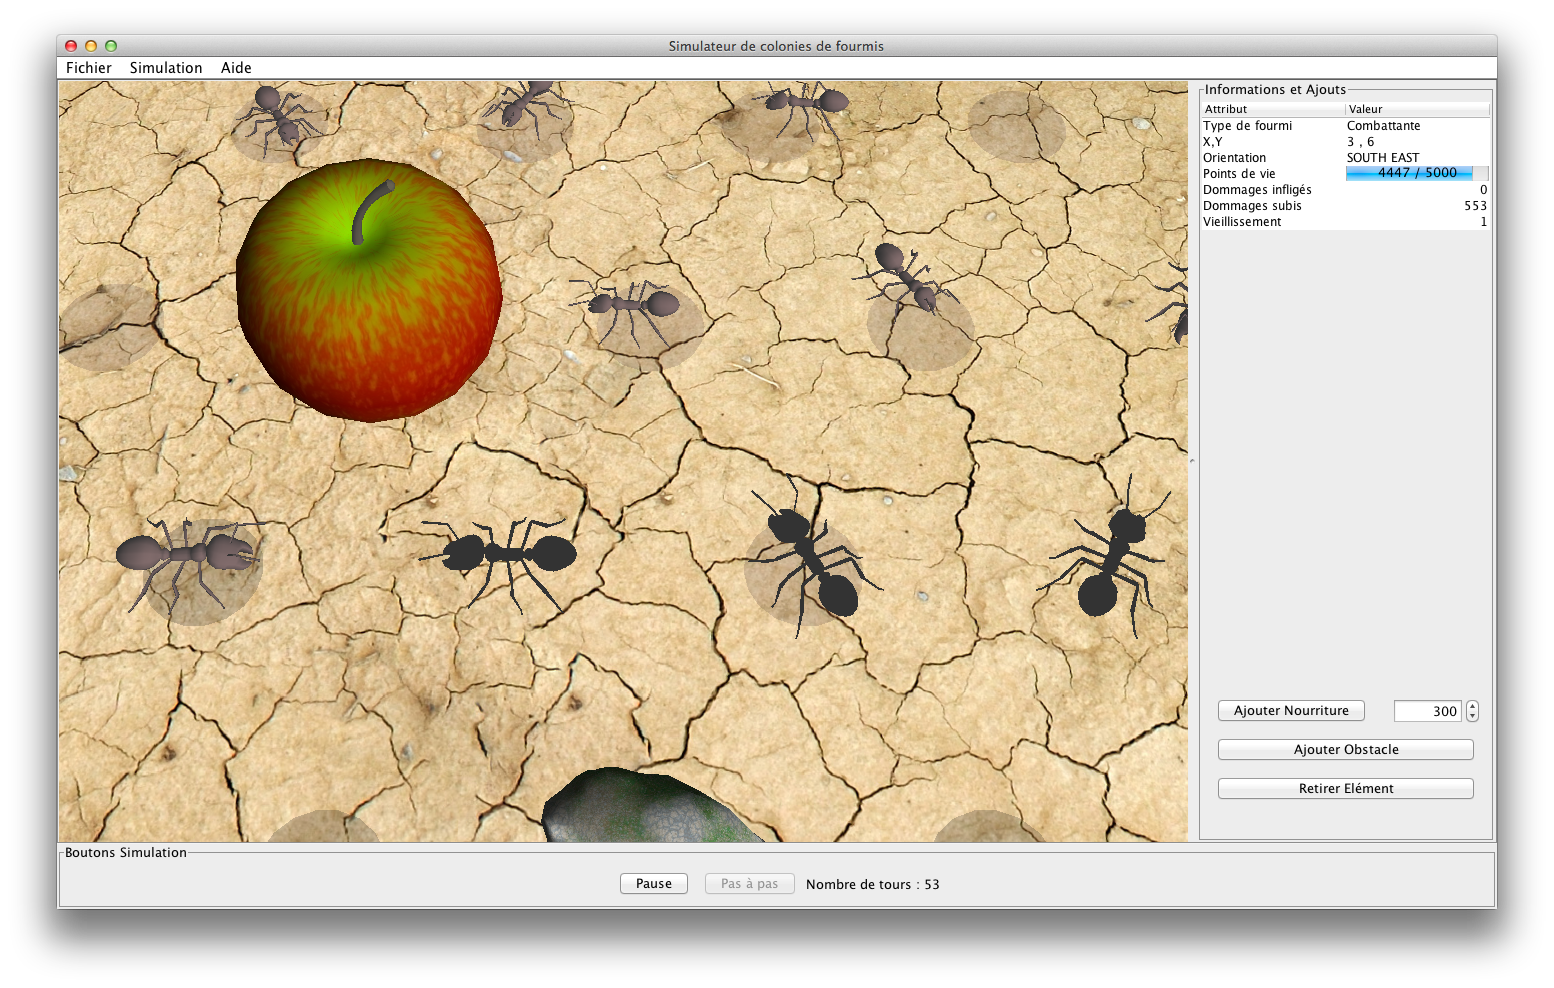 Simulateur de colonies de fourmis
Fichier Simulation Aide
Informations et Ajouts
Attribut Valeur
Type de fourmi Combattante
X,Y 3 , 6
Orientation SOUTH EAST
Points de vie 4447 / 5000
Dommages infligés 0
Dommages subis 553
Vieillissement 1
Ajouter Nourriture 300
Ajouter Obstacle
Retirer Elément
Boutons Simulation
Pause Pas à pas Nombre de tours : 53